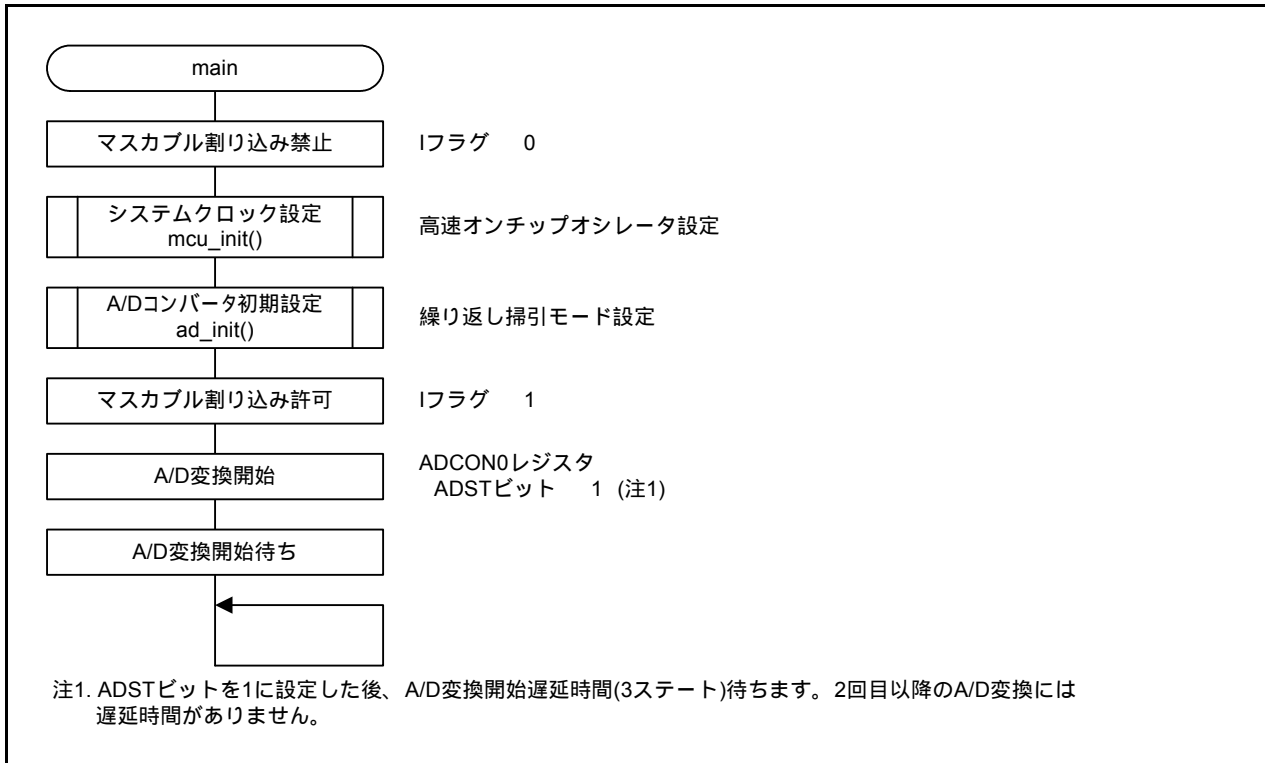 main
マスカブル割り込み禁止 Iフラグ 0
システムクロック設定
mcu_init()
高速オンチップオシレータ設定
A/Dコンバータ初期設定
ad_init()
繰り返し掃引モード設定
マスカブル割り込み許可 Iフラグ 1
A/D変換開始
ADCON0レジスタ
ADSTビット 1 (注1)
A/D変換開始待ち
注1. ADSTビットを1に設定した後、A/D変換開始遅延時間(3ステート)待ちます。2回目以降のA/D変換には
遅延時間がありません。